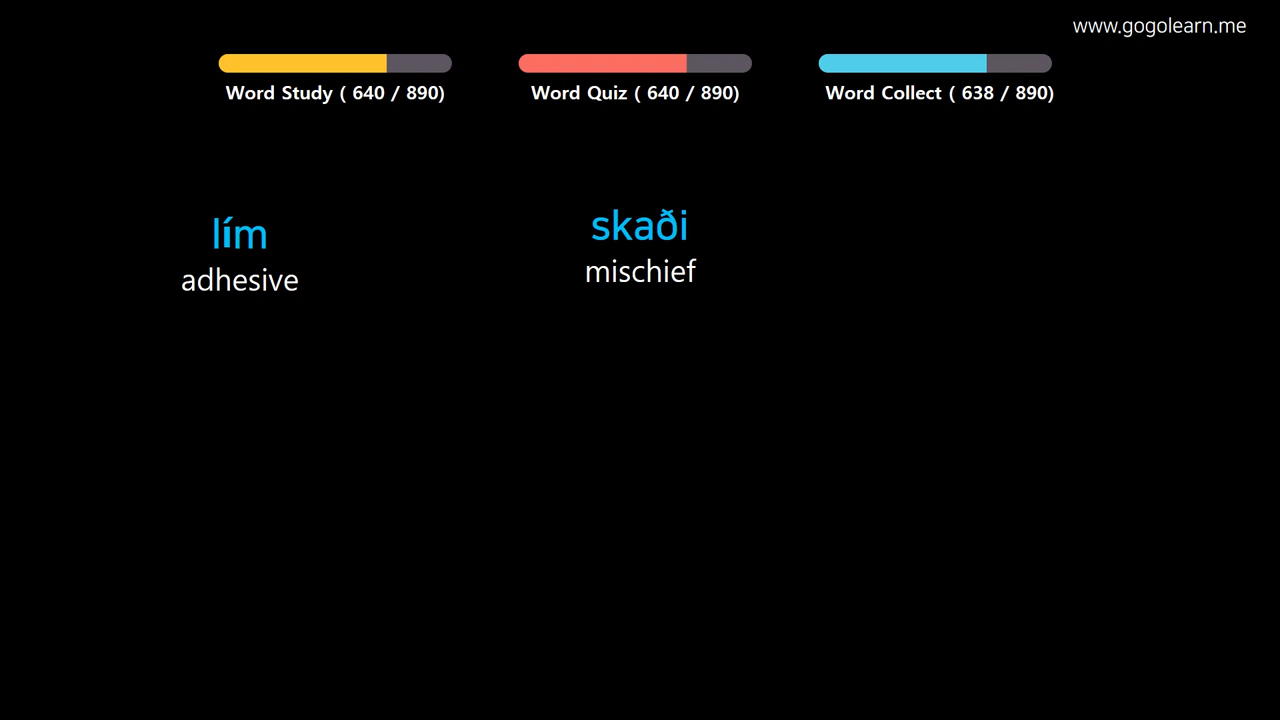 www.gogolearn.me
Word Study ( 640 / 890)
Word Quiz ( 640 / 890)
Word Collect ( 638 / 890)
lím
adhesive
skaði
mischief